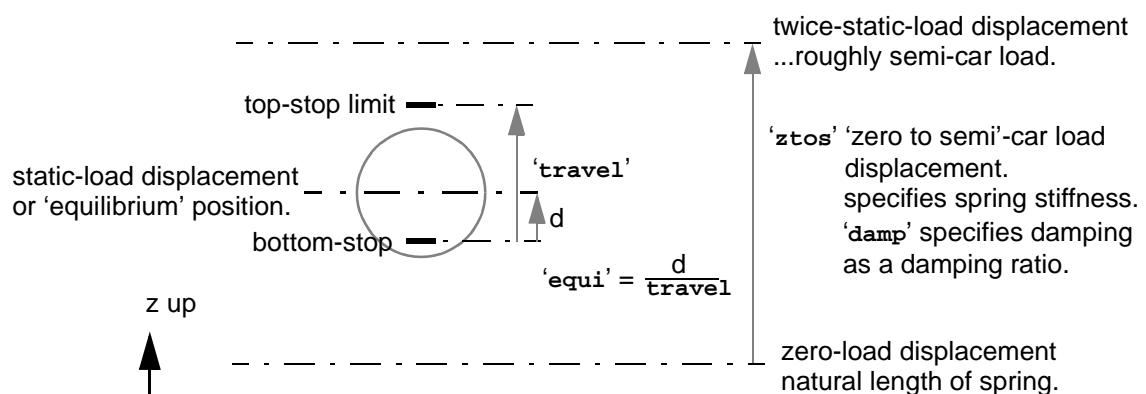 twice-static-load displacement
...roughly semi-car load.
top-stop limit
‘ztos’ ‘zero to semi’-car load
displacement.
specifies spring stiffness.
‘damp’ specifies damping
as a damping ratio.
‘travel’
static-load displacement
or ‘equilibrium’ position.
d
bottom-stop
‘equi’ = d
travel
z up
zero-load displacement
natural length of spring.